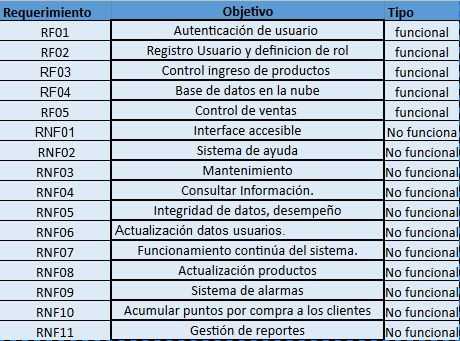 Requerimiento Objetivo Tipo
RF01 Autenticación de usuario funcional
RF02 Registro Usuario y definicion de rol funcional
RF03 Control ingreso de productos funcional
RF04 Base de datos en la nube funcional
RF05 Control de ventas funcional
RNF01 Interface accesible No funciona
RNF02 Sistema de ayuda No funcional
RNF03 Mantenimiento No funcional
RNF04 Consultar Información. No funcional
RNF05 Integridad de datos, desempeño No funcional
RNF06 Actualización datos usuarios. No funcional
RNF07 Funcionamiento continúa del sistema. No funcional
RNF08 Actualización productos No funcional
RNF09 Sistema de alarmas No funcional
RNF10 Acumular puntos por compra a los clientes No funcional
RNF11 Gestión de reportes No funcional